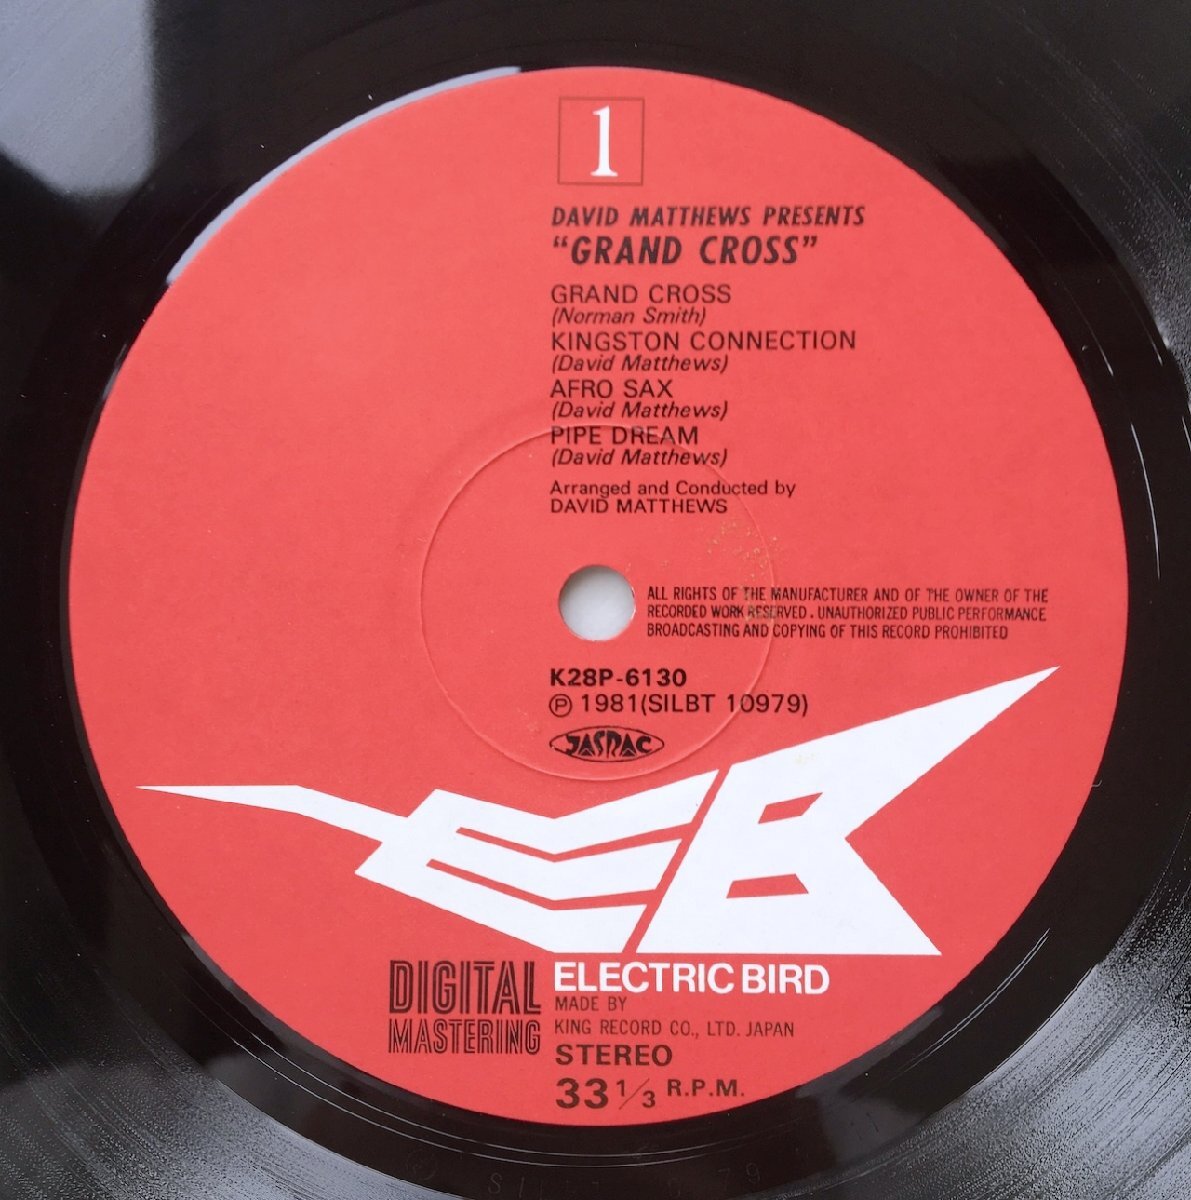 1
DAVID MATTHEWS PRESENTS
"GRAND CROSS"
GRAND CROSS
(Norman Smith)
KINGSTON CONNECTION
(David Matthews)
AFRO SAX
(David Matthews)
PIPE DREAM
(David Matthews)
Arranged and Conducted by
DAVID MATTHEWS
ALL RIGHTS OF THE MANUFACTURER AND OF THE OWNER OF THE
RECORDED WORK RESERVED. UNAUTHORIZED PUBLIC PERFORMANCE
BROADCASTING AND COPYING OF THIS RECORD PROHIBITED
K28P-6130
Ⓟ 1981(SILBT 10979)
JASRAC
EB
DIGITAL
MASTERING
ELECTRIC BIRD
MADE BY
KING RECORD CO., LTD. JAPAN
STEREO
33 1/3 R.P.M.